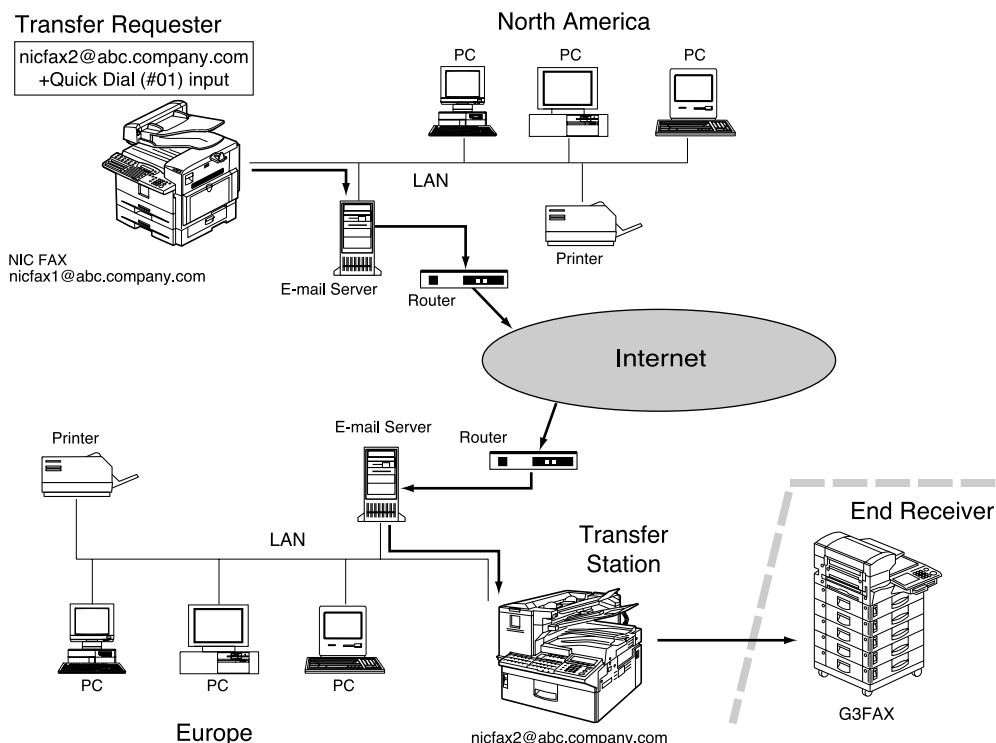 Transfer Requester
nicfax2@abc.company.com
+Quick Dial (#01) input
North America
PC
PC
PC
LAN
NIC FAX
nicfax1@abc.company.com
E-mail Server
Router
Printer
Internet
Printer
E-mail Server
Router
End Receiver
LAN
Transfer
Station
PC
PC
PC
G3FAX
Europe
nicfax2@abc.company.com